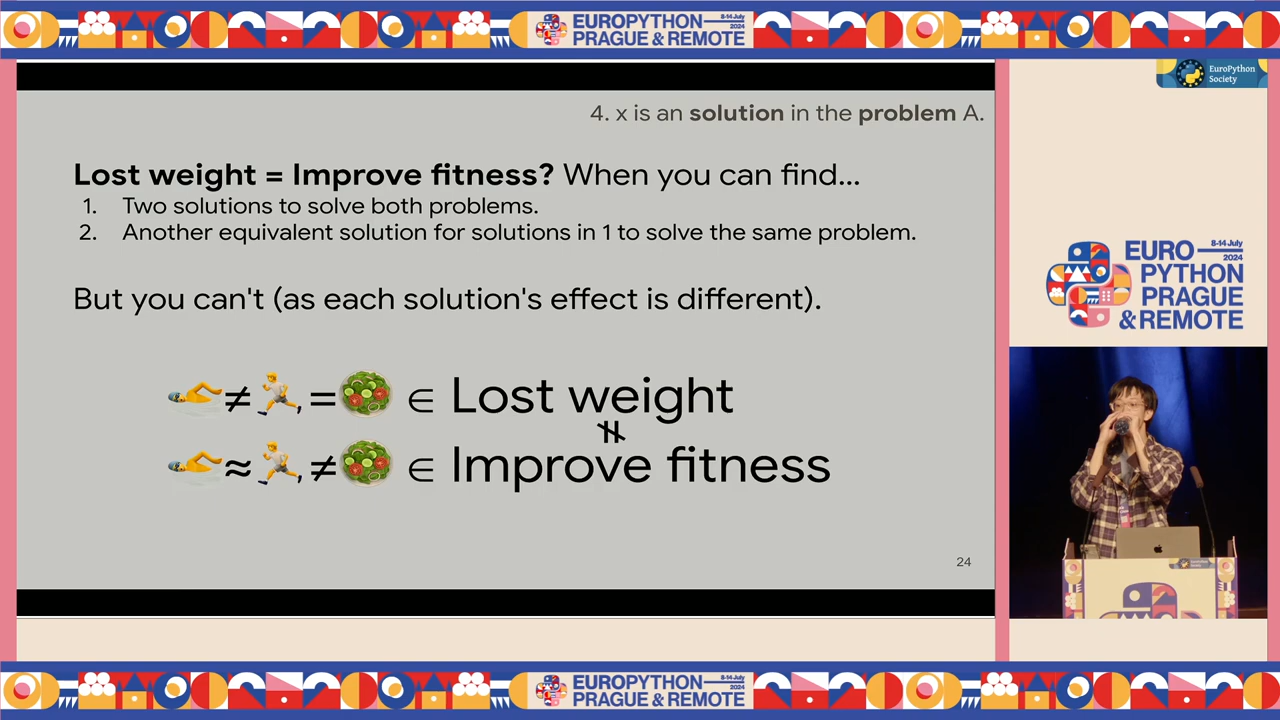 EUROPYTHON
8-14 July
2024
PRAGUE & REMOTE
EuroPython
Society
4. x is an solution in the problem A.
Lost weight = Improve fitness? When you can find...
1. Two solutions to solve both problems.
2. Another equivalent solution for solutions in 1 to solve the same problem.
But you can't (as each solution's effect is different).
≠ = ∈ Lost weight
≈ ≠ ∈ Improve fitness
24
EURO
8-14 July
2024
PYTHON
PRAGUE
& REMOTE
EUROPYTHON
8-14 July
2024
PRAGUE & REMOTE